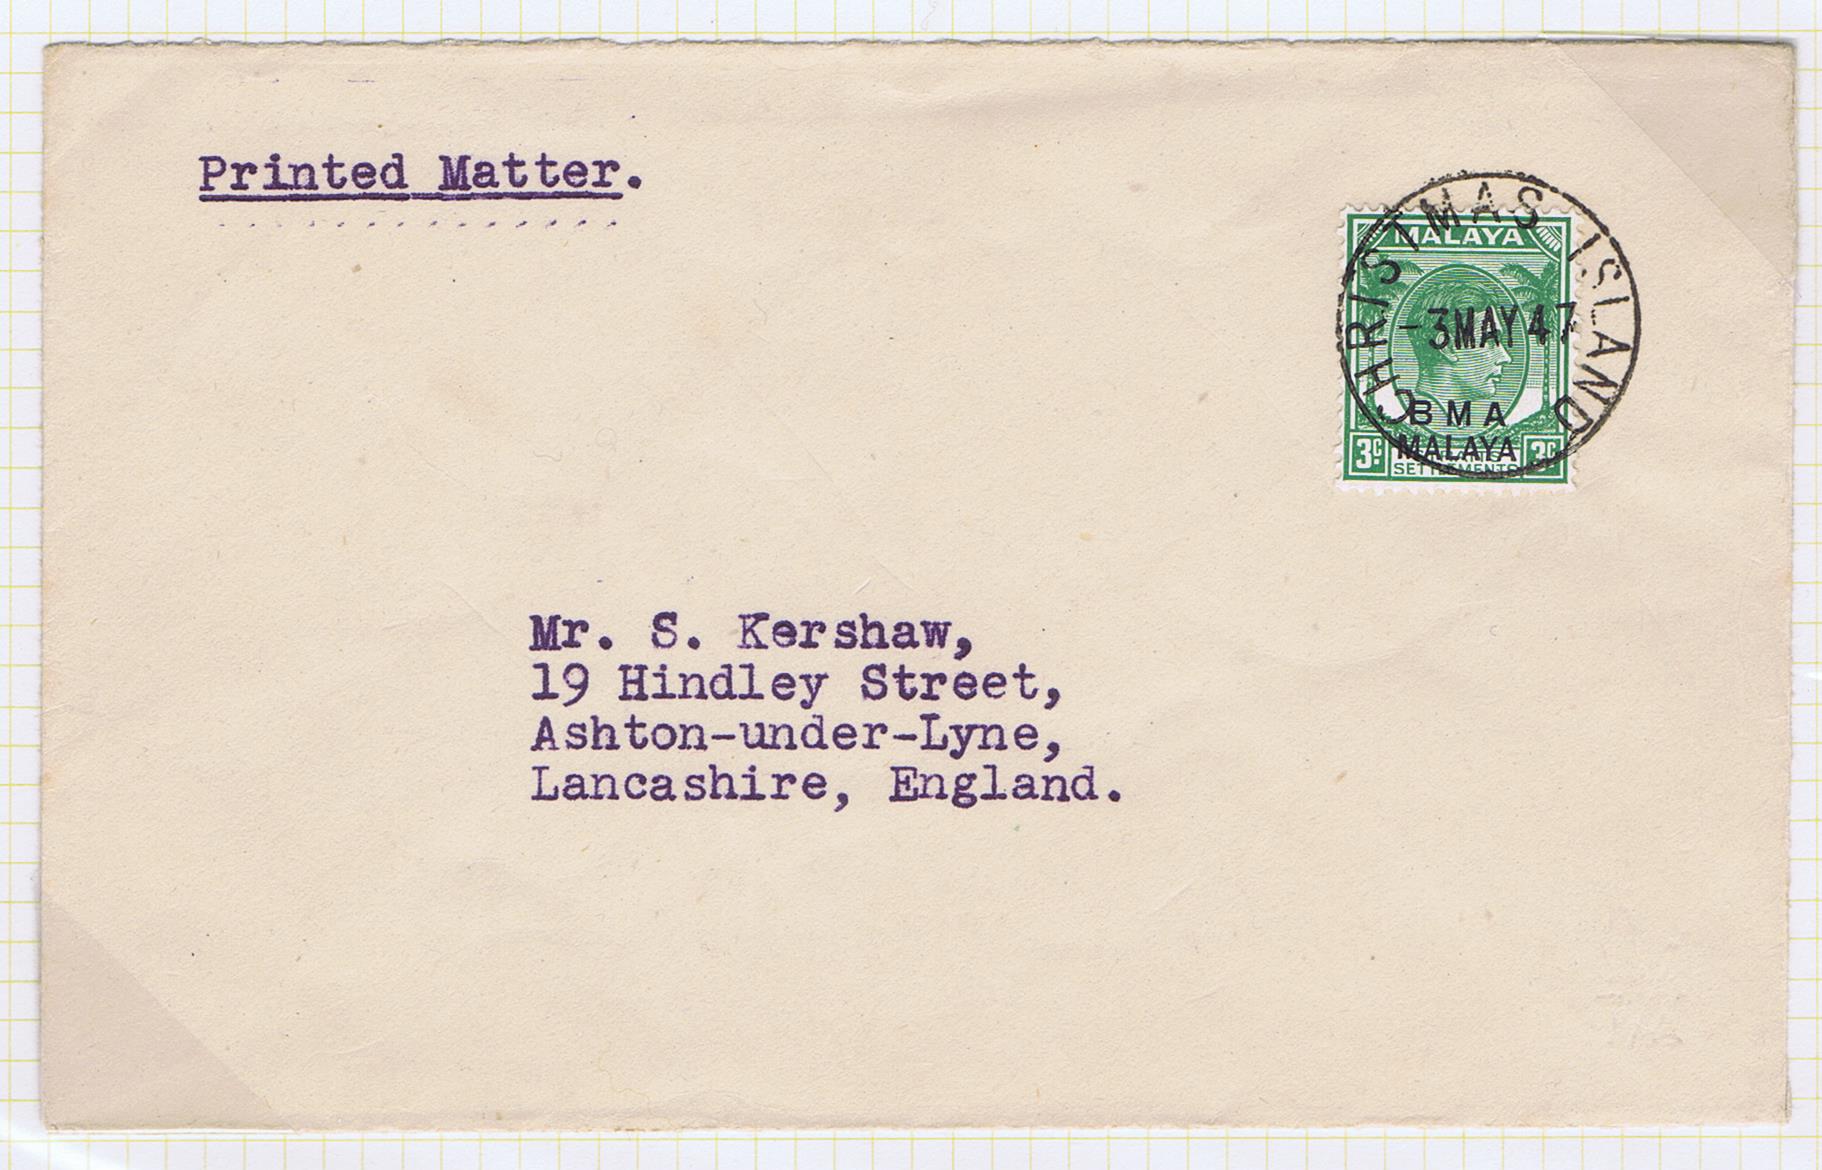 Printed Matter.
CHRISTMAS ISLAND
MALAYA
-3MAY47
BMA
MALAYA
3c 3c
SETTLEMENTS
Mr. S. Kershaw,
19 Hindley Street,
Ashton-under-Lyne,
Lancashire, England.